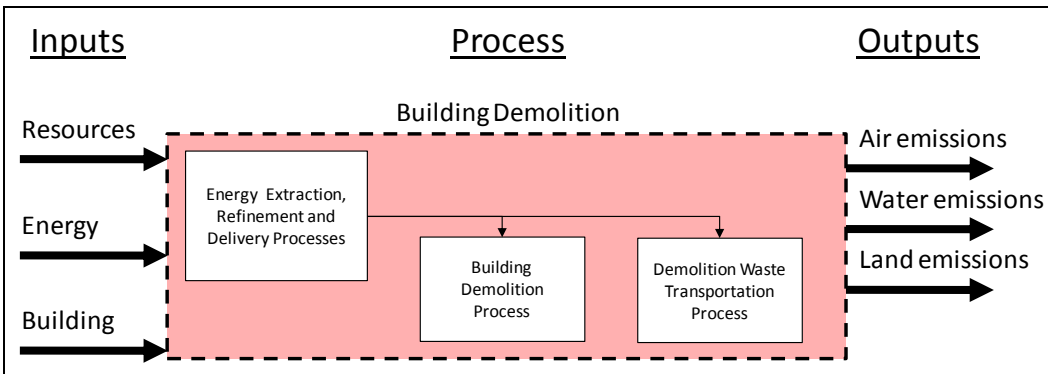 Inputs
Process
Outputs
Building Demolition
Resources
Energy
Building
Energy Extraction,
Refinement and
Delivery Processes
Building
Demolition
Process
Demolition Waste
Transportation
Process
Air emissions
Water emissions
Land emissions